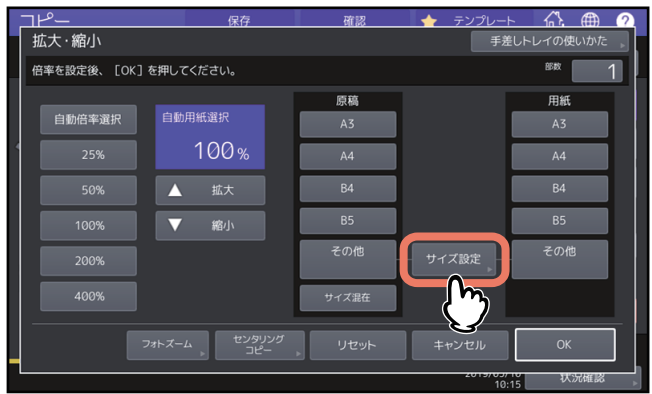 コピー 保存 確認 テンプレート
拡大・縮小 手差しトレイの使いかた
倍率を設定後、[OK]を押してください。 部数 1
自動倍率選択
25%
50%
100%
200%
400%
自動用紙選択
100%
拡大
縮小
原稿
A3
A4
B4
B5
その他
サイズ混在
サイズ設定
用紙
A3
A4
B4
B5
その他
フォトズーム
センタリング
コピー
リセット
キャンセル
OK
10:15
状況確認